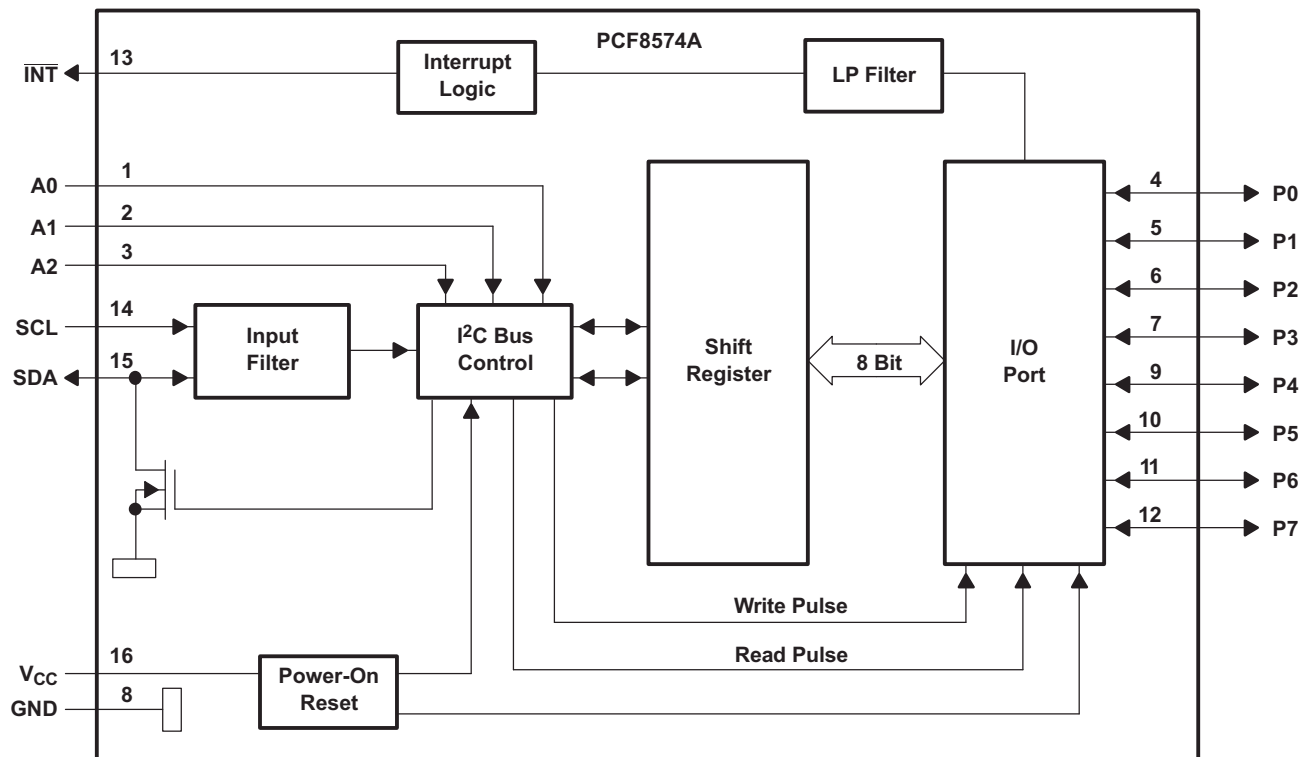 PCF8574A
INT 13
Interrupt
Logic
LP Filter
A0 1
A1 2
A2 3
SCL 14
SDA 15
Input
Filter
I2C Bus
Control
Shift
Register
8 Bit
I/O
Port
4 P0
5 P1
6 P2
7 P3
9 P4
10 P5
11 P6
12 P7
Write Pulse
Read Pulse
VCC 16
GND 8
Power-On
Reset